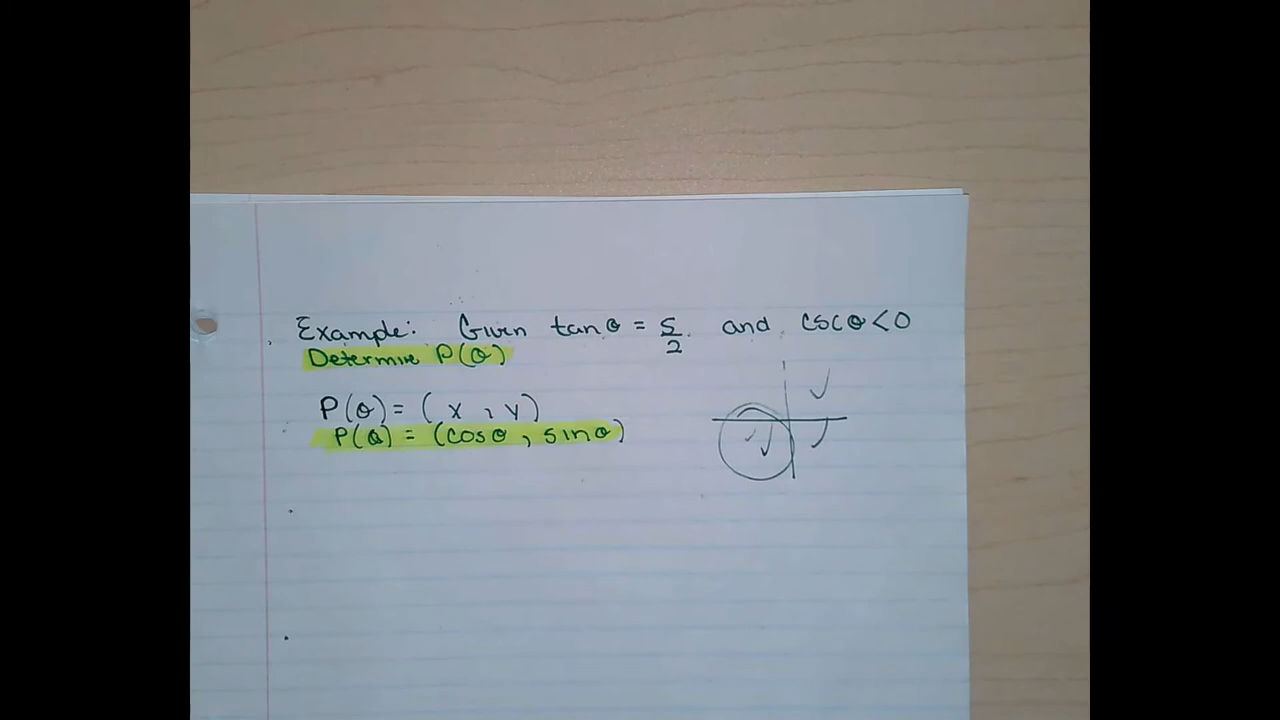 Example: Given tan θ = 5/2 and csc θ < 0
Determine P(θ)
P(θ) = (x, y)
P(θ) = (cos θ, sin θ)